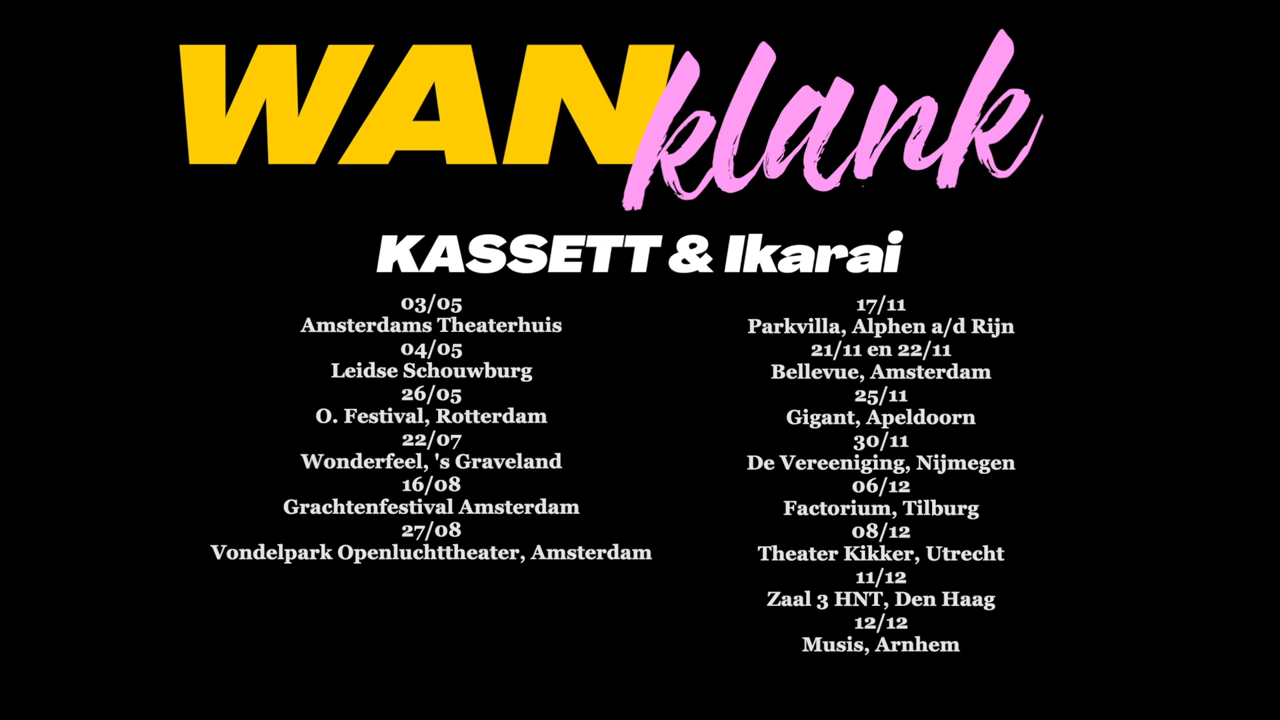 WANklank
KASSETT & Ikarai
03/05
Amsterdams Theaterhuis
04/05
Leidse Schouwburg
26/05
O. Festival, Rotterdam
22/07
Wonderfeel, 's Graveland
16/08
Grachtenfestival Amsterdam
27/08
Vondelpark Openluchttheater, Amsterdam
17/11
Parkvilla, Alphen a/d Rijn
21/11 en 22/11
Bellevue, Amsterdam
25/11
Gigant, Apeldoorn
30/11
De Vereeniging, Nijmegen
06/12
Factorium, Tilburg
08/12
Theater Kikker, Utrecht
11/12
Zaal 3 HNT, Den Haag
12/12
Musis, Arnhem